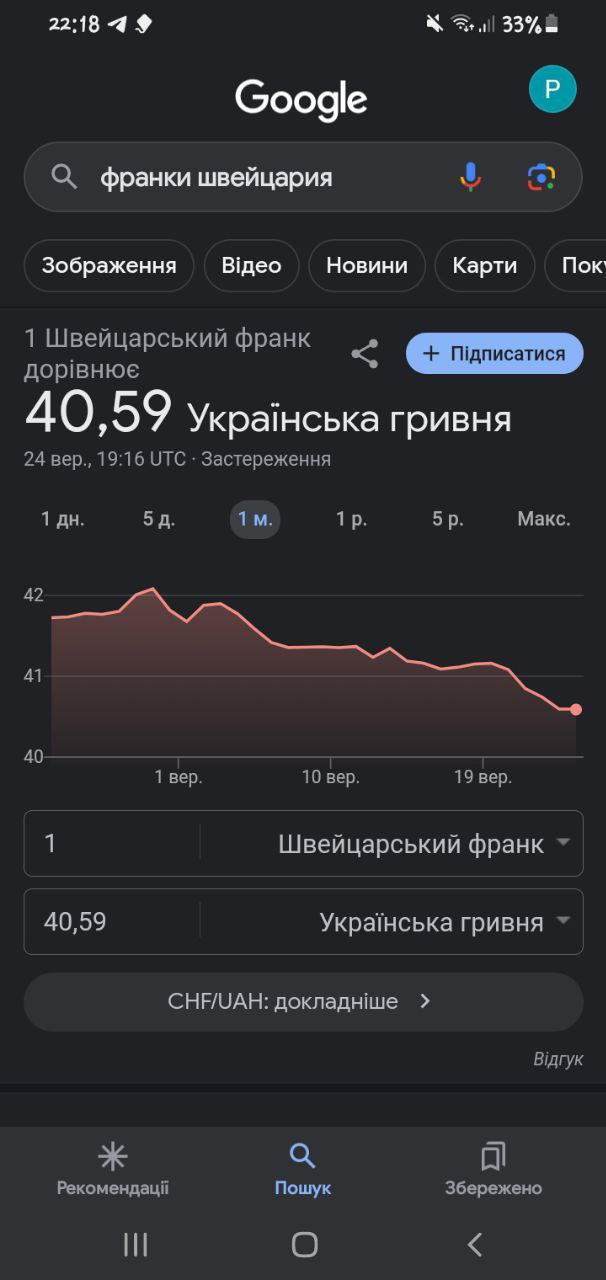 22:18 33%
Google
P
франки швейцария
Зображення Відео Новини Карти Пок
1 Швейцарський франк
дорівнює
+ Підписатися
40,59 Українська гривня
24 вер., 19:16 UTC · Застереження
1 дн. 5 д. 1 м. 1 р. 5 р. Макс.
42
41
40
1 вер. 10 вер. 19 вер.
1 Швейцарський франк
40,59 Українська гривня
CHF/UAH: докладніше
Відгук
Рекомендації Пошук Збережено